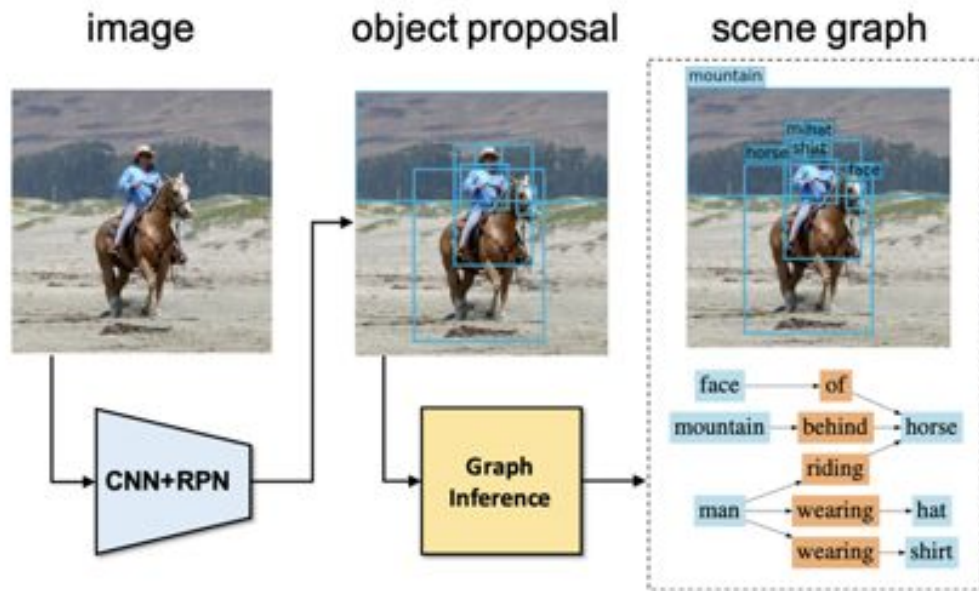 image
object proposal
scene graph
mountain
hat
shirt
horse
face
CNN+RPN
Graph
Inference
face of
mountain behind horse
riding
man wearing hat
wearing shirt